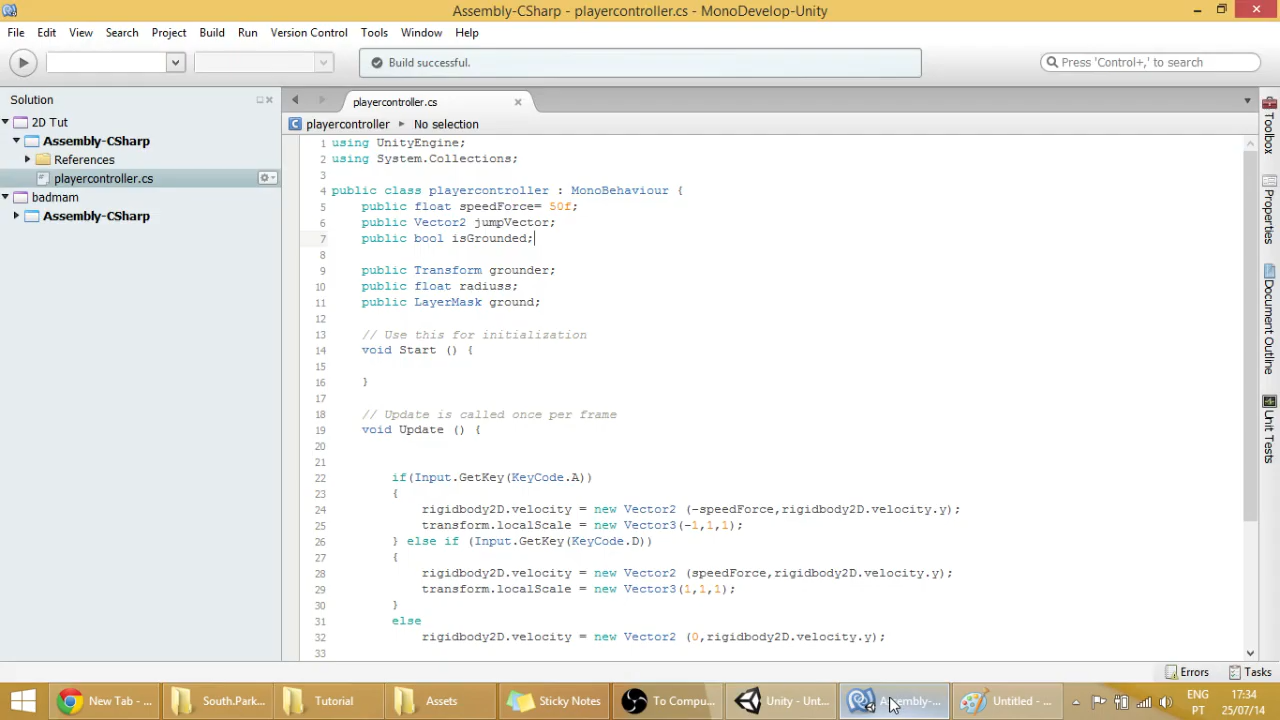 Assembly-CSharp - playercontroller.cs - MonoDevelop-Unity
File Edit View Search Project Build Run Version Control Tools Window Help
Build successful.
Press 'Control+,' to search
Solution
2D Tut
Assembly-CSharp
References
playercontroller.cs
badmam
Assembly-CSharp
playercontroller.cs
playercontroller No selection
1 using UnityEngine;
2 using System.Collections;
3
4 public class playercontroller : MonoBehaviour {
5 public float speedForce= 50f;
6 public Vector2 jumpVector;
7 public bool isGrounded;
8
9 public Transform grounder;
10 public float radiuss;
11 public LayerMask ground;
12
13 // Use this for initialization
14 void Start () {
15
16 }
17
18 // Update is called once per frame
19 void Update () {
20
21
22 if(Input.GetKey(KeyCode.A))
23 {
24 rigidbody2D.velocity = new Vector2 (-speedForce,rigidbody2D.velocity.y);
25 transform.localScale = new Vector3(-1,1,1);
26 } else if (Input.GetKey(KeyCode.D))
27 {
28 rigidbody2D.velocity = new Vector2 (speedForce,rigidbody2D.velocity.y);
29 transform.localScale = new Vector3(1,1,1);
30 }
31 else
32 rigidbody2D.velocity = new Vector2 (0,rigidbody2D.velocity.y);
33
Toolbox
Properties
Document Outline
Unit Tests
Errors Tasks
New Tab - ...
South.Park...
Tutorial
Assets
Sticky Notes
To Compu...
Unity - Unt...
Assembly-...
Untitled - ...
ENG
PT
17:34
25/07/14